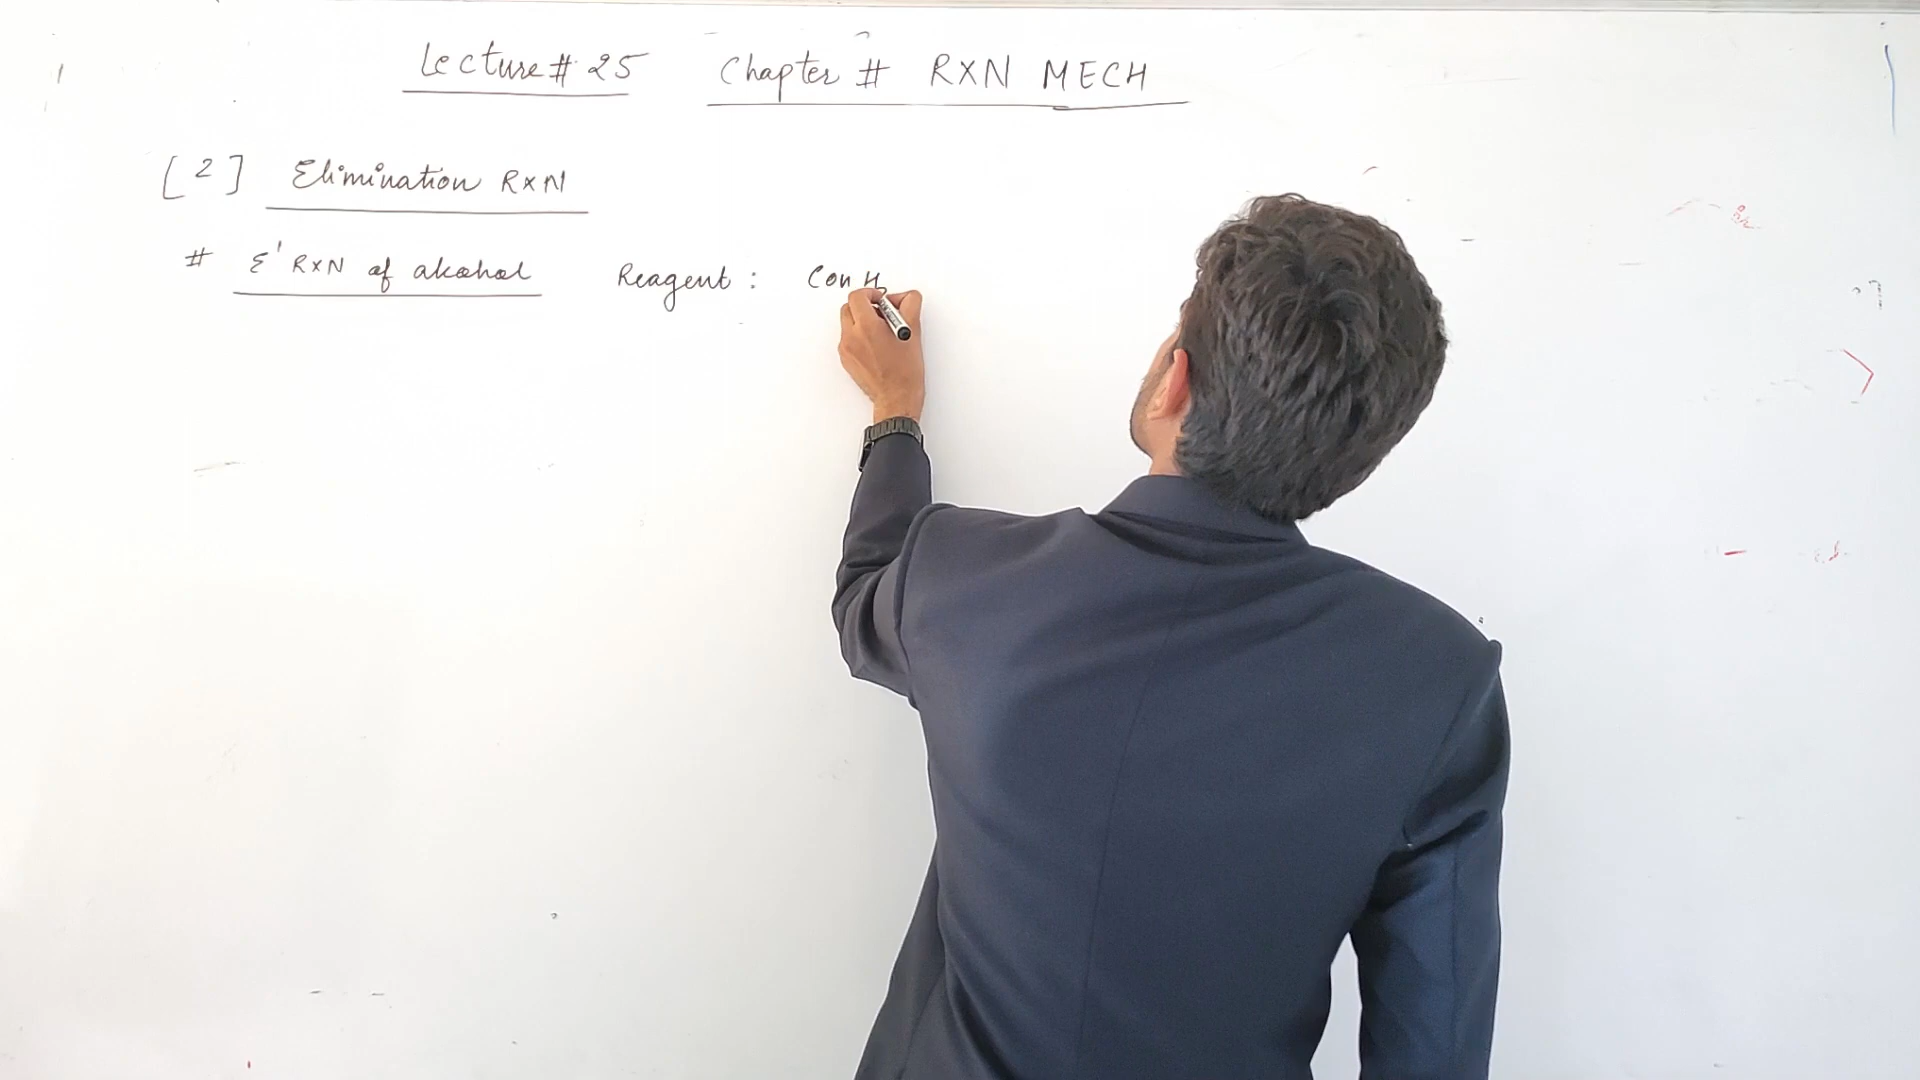 Lecture # 25 Chapter # RXN MECH
[2] Elimination RXN
# E' RXN of alcohol Reagent : Con H